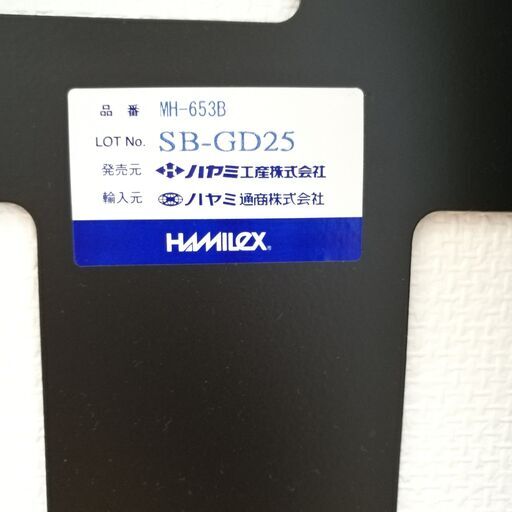 品番 MH-653B
LOT No. SB-GD25
発売元 ハヤミ工産株式会社
輸入元 ハヤミ通商株式会社
HAMILEX®